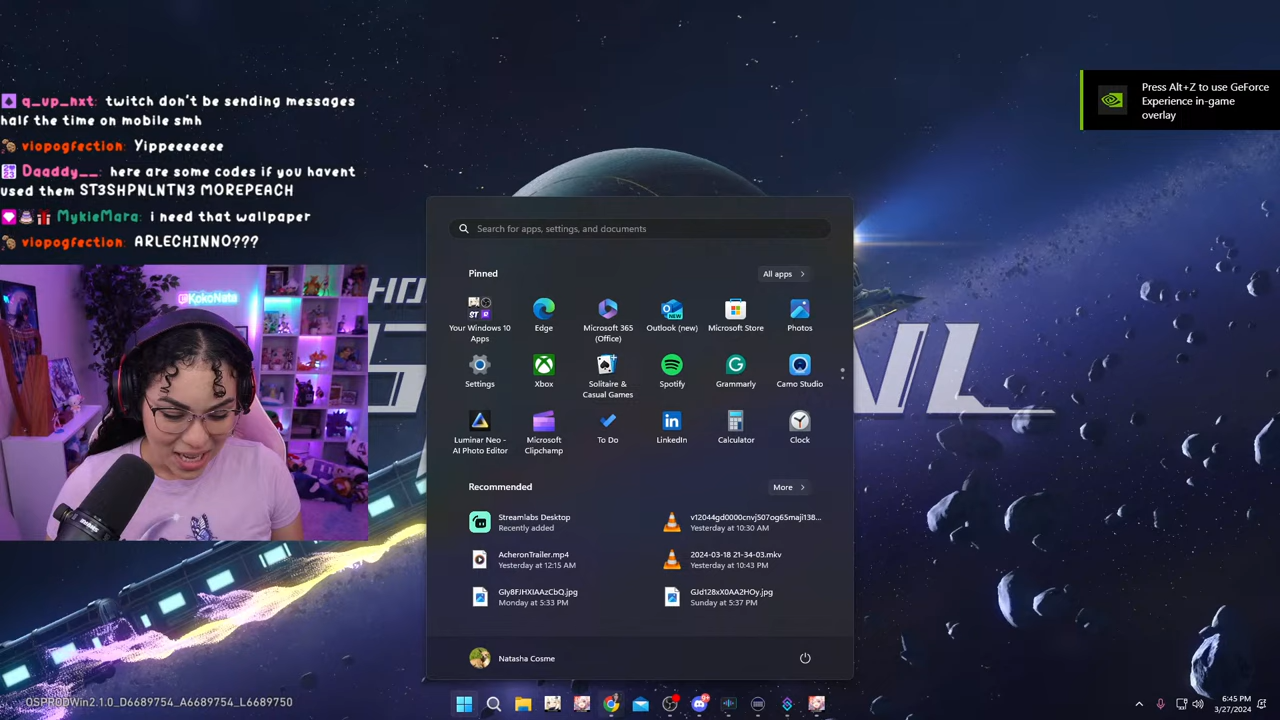 q_up_hxt: twitch don't be sending messages
half the time on mobile smh
viopogfection: Yippeeeeee
Daaddy__: here are some codes if you havent
used them ST3SHPNLNTN3 MOREPEACH
MykieMara: i need that wallpaper
viopogfection: ARLECHINNO???
@KokoNata
Press Alt+Z to use GeForce
Experience in-game
overlay
Search for apps, settings, and documents
Pinned
All apps
Your Windows 10
Apps
Edge
Microsoft 365
(Office)
Outlook (new)
Microsoft Store
Photos
Settings
Xbox
Solitaire &
Casual Games
Spotify
Grammarly
Camo Studio
Luminar Neo -
AI Photo Editor
Microsoft
Clipchamp
To Do
LinkedIn
Calculator
Clock
Recommended
More
Streamlabs Desktop
Recently added
v12044gd0000cnvj507og65maji138...
Yesterday at 10:30 AM
AcheronTrailer.mp4
Yesterday at 12:15 AM
2024-03-18 21-34-03.mkv
Yesterday at 10:43 PM
GIy8FJHXIAAzCbQ.jpg
Monday at 5:33 PM
GJd128xX0AA2HOy.jpg
Sunday at 5:37 PM
Natasha Cosme
OSPRODWin2.1.0_D6689754_A6689754_L6689750
6:45 PM
3/27/2024